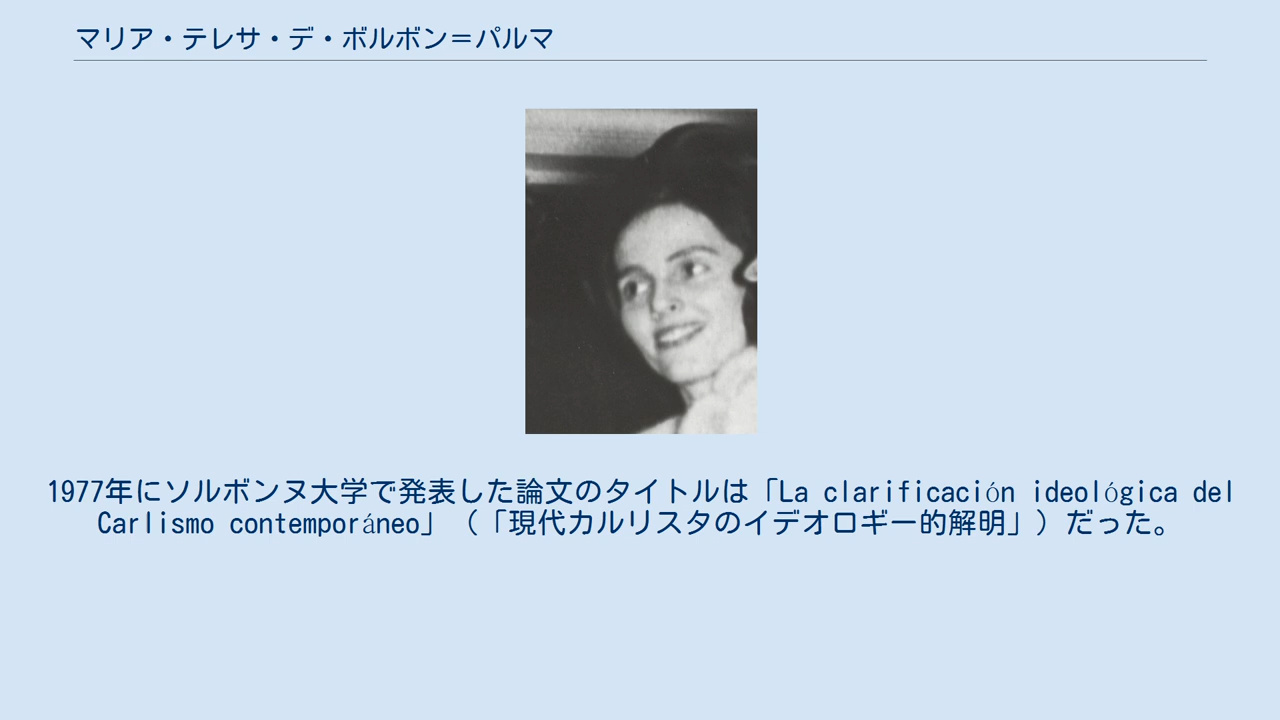 マリア・テレサ・デ・ボルボン＝パルマ
1977年にソルボンヌ大学で発表した論文のタイトルは「La clarificación ideológica del
Carlismo contemporáneo」（「現代カルリスタのイデオロギー的解明」）だった。